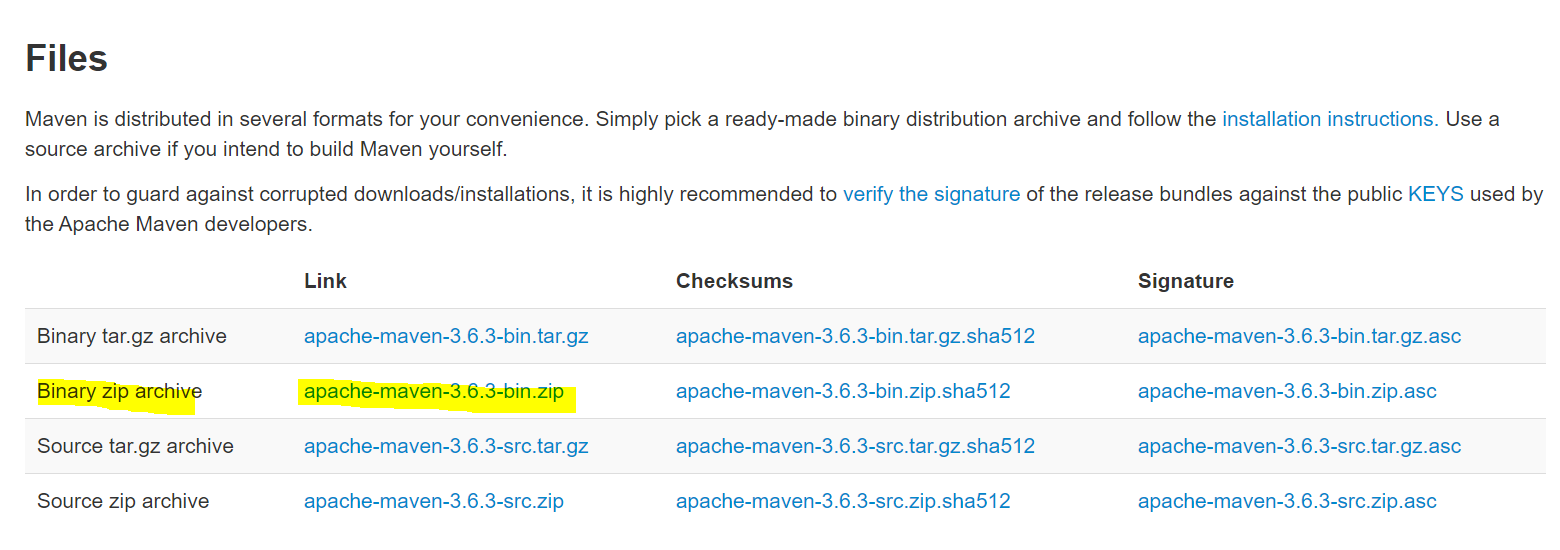 Files
Maven is distributed in several formats for your convenience. Simply pick a ready-made binary distribution archive and follow the installation instructions. Use a
source archive if you intend to build Maven yourself.
In order to guard against corrupted downloads/installations, it is highly recommended to verify the signature of the release bundles against the public KEYS used by
the Apache Maven developers.
Link Checksums Signature
Binary tar.gz archive apache-maven-3.6.3-bin.tar.gz apache-maven-3.6.3-bin.tar.gz.sha512 apache-maven-3.6.3-bin.tar.gz.asc
Binary zip archive apache-maven-3.6.3-bin.zip apache-maven-3.6.3-bin.zip.sha512 apache-maven-3.6.3-bin.zip.asc
Source tar.gz archive apache-maven-3.6.3-src.tar.gz apache-maven-3.6.3-src.tar.gz.sha512 apache-maven-3.6.3-src.tar.gz.asc
Source zip archive apache-maven-3.6.3-src.zip apache-maven-3.6.3-src.zip.sha512 apache-maven-3.6.3-src.zip.asc